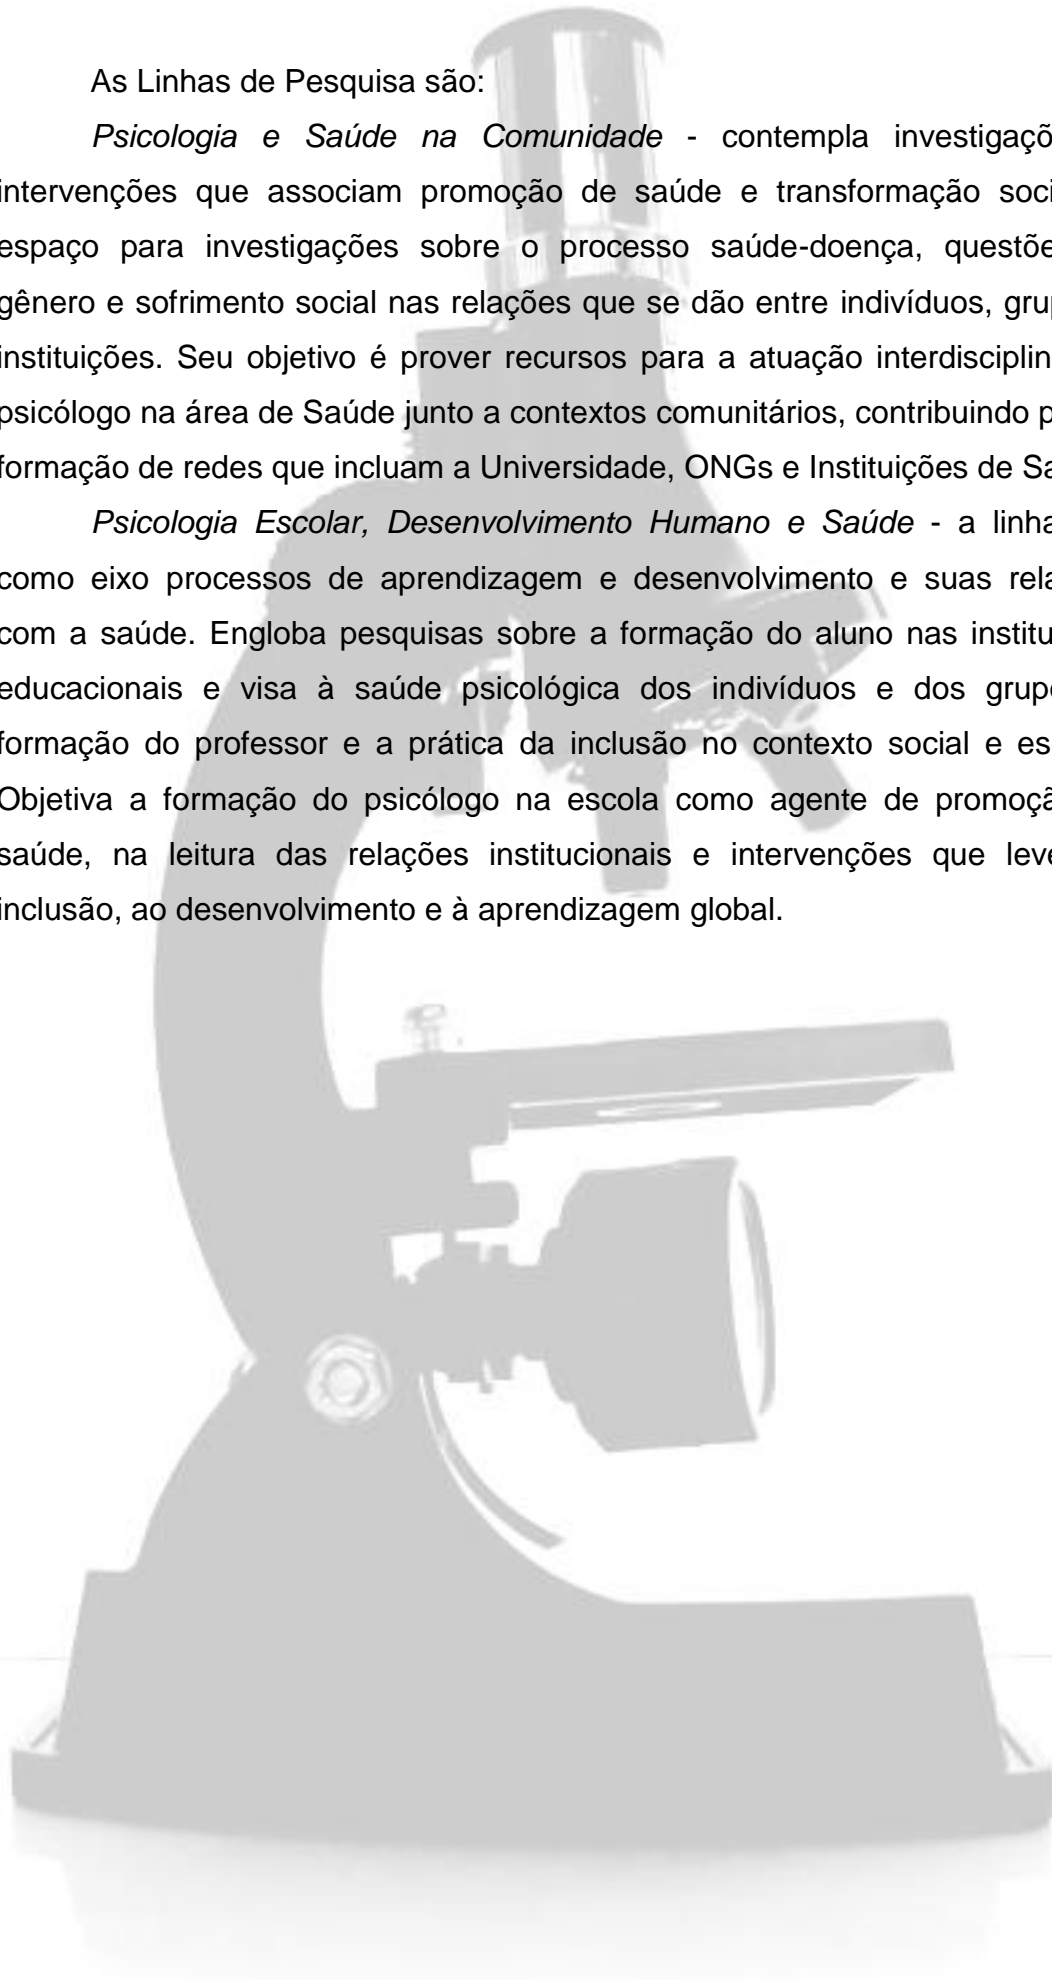 As Linhas de Pesquisa são:
Psicologia e Saúde na Comunidade - contempla investigaçõ
intervenções que associam promoção de saúde e transformação soci
espaço para investigações sobre o processo saúde-doença, questõe
gênero e sofrimento social nas relações que se dão entre indivíduos, grup
instituições. Seu objetivo é prover recursos para a atuação interdisciplin
psicólogo na área de Saúde junto a contextos comunitários, contribuindo p
formação de redes que incluam a Universidade, ONGs e Instituições de Sa
Psicologia Escolar, Desenvolvimento Humano e Saúde - a linha
como eixo processos de aprendizagem e desenvolvimento e suas rela
com a saúde. Engloba pesquisas sobre a formação do aluno nas institu
educacionais e visa à saúde psicológica dos indivíduos e dos grup
formação do professor e a prática da inclusão no contexto social e es
Objetiva a formação do psicólogo na escola como agente de promoçã
saúde, na leitura das relações institucionais e intervenções que leve
inclusão, ao desenvolvimento e à aprendizagem global.